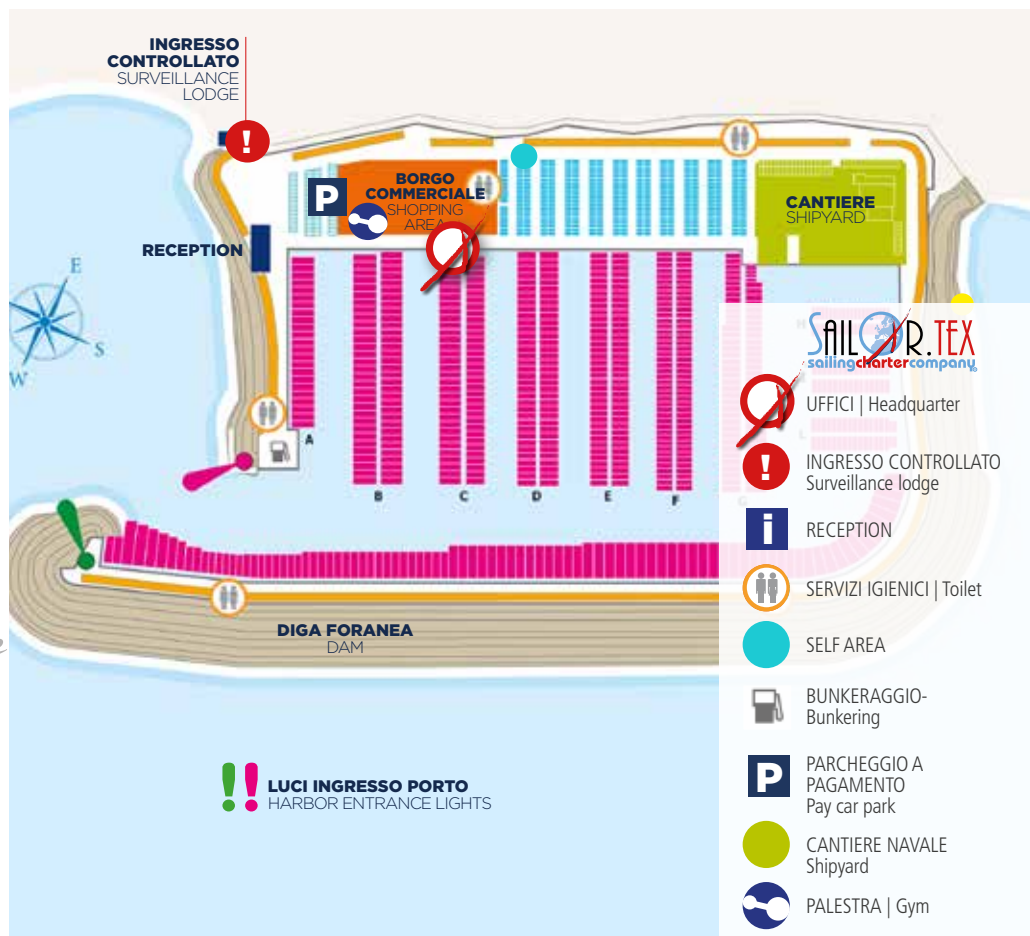 INGRESSO
CONTROLLATO
SURVEILLANCE
LODGE
!
P
BORGO
COMMERCIALE
SHOPPING
AREA
CANTIERE
SHIPYARD
RECEPTION
E
S
W
A
B
C
D
E
F
G
H
L
DIGA FORANEA
DAM
LUCI INGRESSO PORTO
HARBOR ENTRANCE LIGHTS
SAILOR.TEX
sailingchartercompany
UFFICI | Headquarter
!
INGRESSO CONTROLLATO
Surveillance lodge
i
RECEPTION
SERVIZI IGIENICI | Toilet
SELF AREA
BUNKERAGGIO-
Bunkering
P
PARCHEGGIO A
PAGAMENTO
Pay car park
CANTIERE NAVALE
Shipyard
PALESTRA | Gym